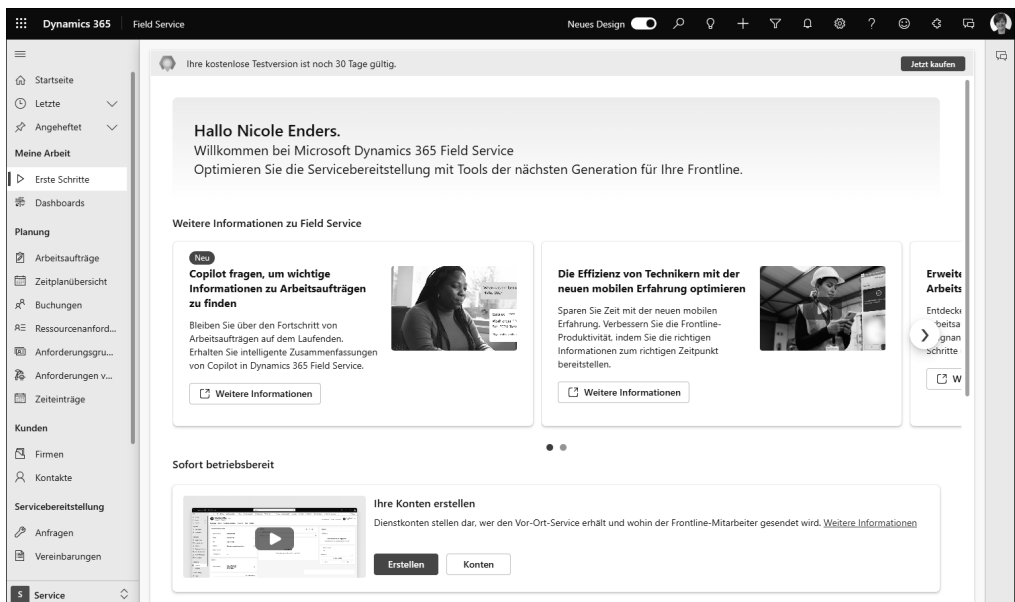 Dynamics 365
Field Service
Neues Design
Ihre kostenlose Testversion ist noch 30 Tage gültig.
Jetzt kaufen
Startseite
Letzte
Angeheftet
Meine Arbeit
Erste Schritte
Dashboards
Planung
Arbeitsaufträge
Zeitplanübersicht
Buchungen
Ressourcenanford...
Anforderungsgru...
Anforderungen v...
Zeiteinträge
Kunden
Firmen
Kontakte
Servicebereitstellung
Anfragen
Vereinbarungen
S Service
Hallo Nicole Enders.
Willkommen bei Microsoft Dynamics 365 Field Service
Optimieren Sie die Servicebereitstellung mit Tools der nächsten Generation für Ihre Frontline.
Weitere Informationen zu Field Service
Neu
Copilot fragen, um wichtige
Informationen zu Arbeitsaufträgen
zu finden
Bleiben Sie über den Fortschritt von
Arbeitsaufträgen auf dem Laufenden.
Erhalten Sie intelligente Zusammenfassungen
von Copilot in Dynamics 365 Field Service.
Weitere Informationen
Die Effizienz von Technikern mit der
neuen mobilen Erfahrung optimieren
Sparen Sie Zeit mit der neuen mobilen
Erfahrung. Verbessern Sie die Frontline-
Produktivität, indem Sie die richtigen
Informationen zum richtigen Zeitpunkt
bereitstellen.
Weitere Informationen
Erweite
Arbeits
Entdecke
Schritte
W
Sofort betriebsbereit
Ihre Konten erstellen
Dienstkonten stellen dar, wer den Vor-Ort-Service erhält und wohin der Frontline-Mitarbeiter gesendet wird. Weitere Informationen
Erstellen
Konten